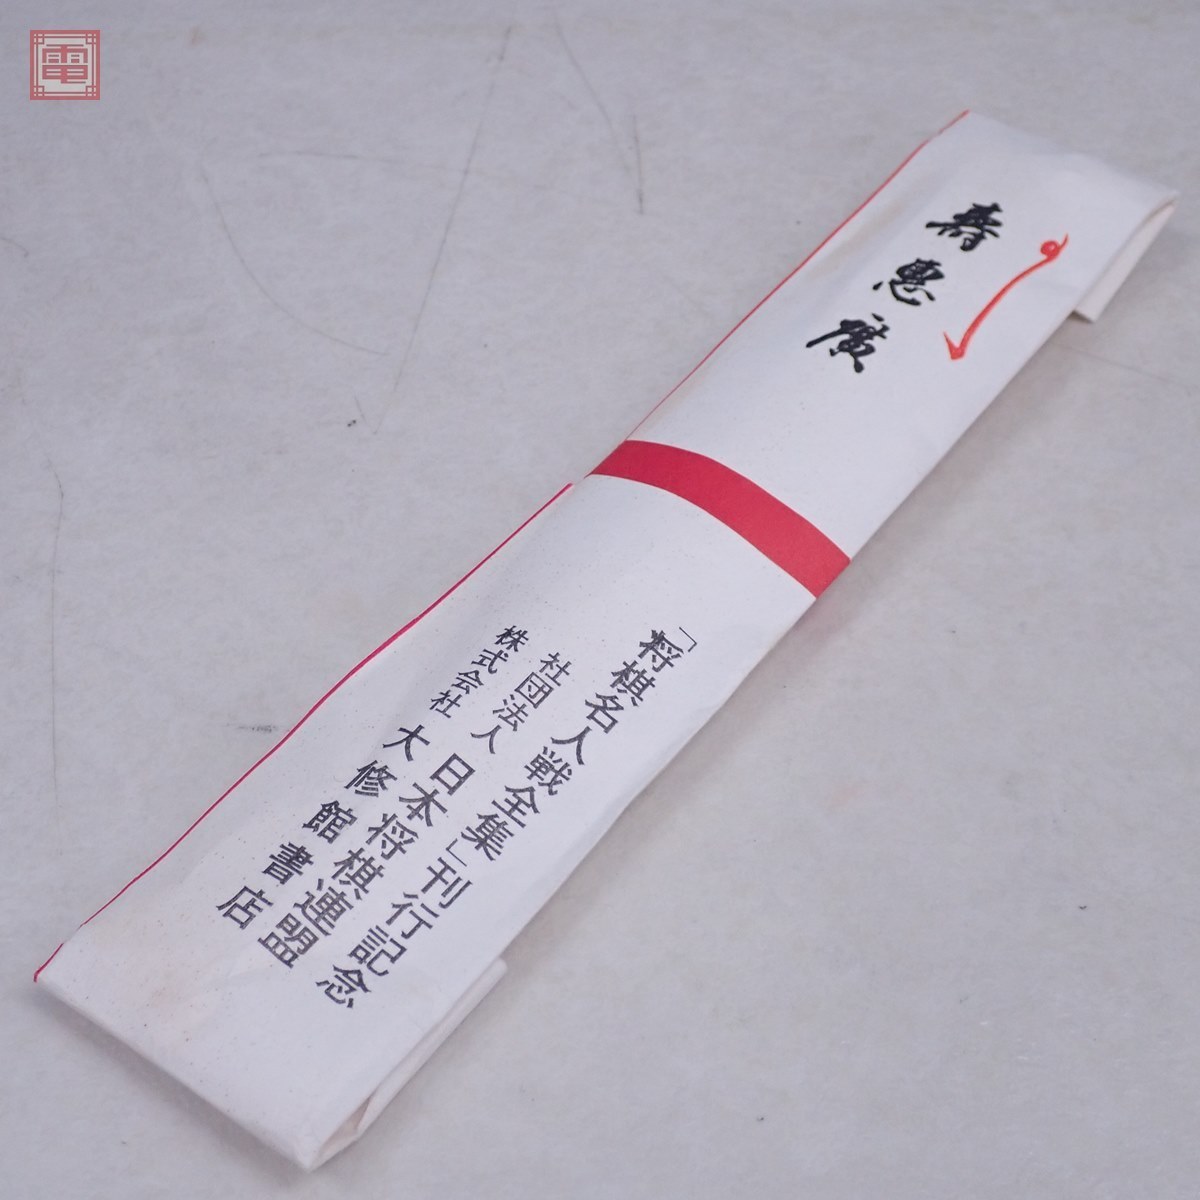 電
寿恵廣
「将棋名人戦全集」刊行記念
社団法人 日本将棋連盟
株式会社 大修館書店